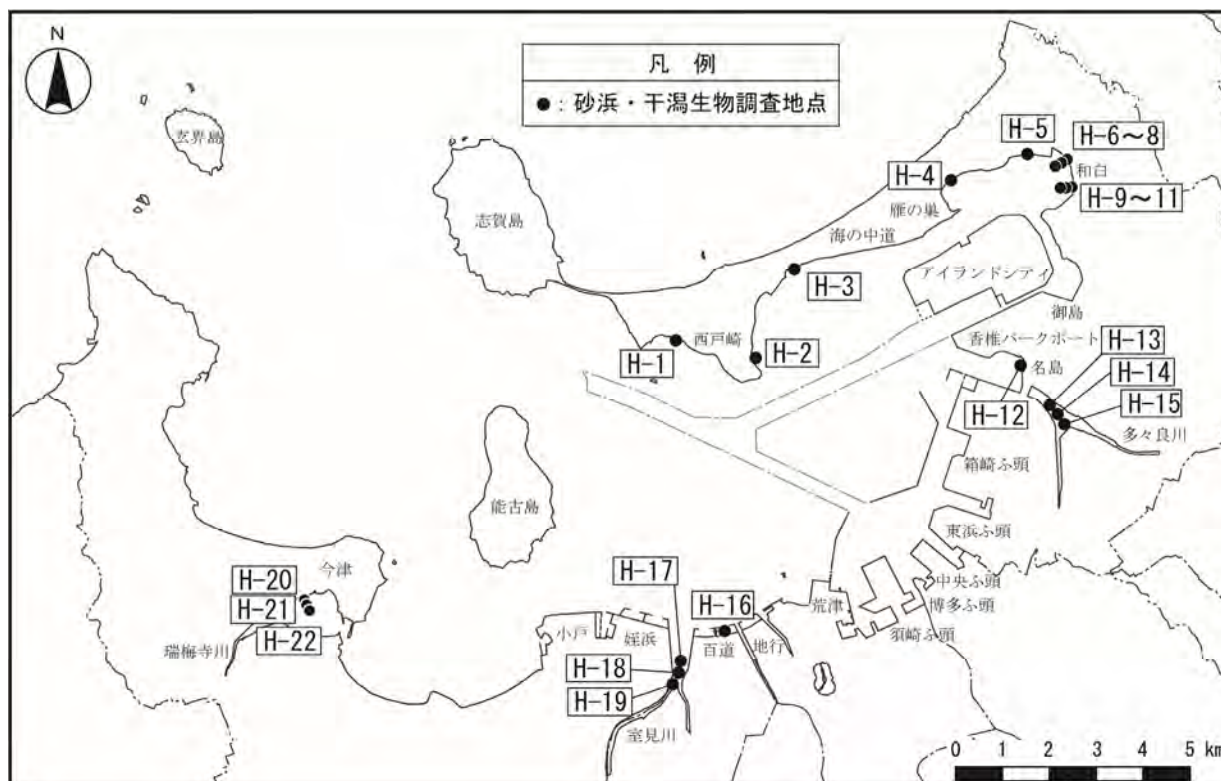 N
凡 例
●：砂浜・干潟生物調査地点
玄界島
志賀島
H-5
H-6～8
和白
H-4
H-9～11
雁の巣
海の中道
アイランドシティ
H-3
御島
西戸崎
香椎パークポート
H-1
H-2
H-13
名島
H-14
H-12
H-15
多々良川
箱崎ふ頭
能古島
東浜ふ頭
今津
H-17
中央ふ頭
H-20
H-16
荒津
博多ふ頭
H-21
小戸
姪浜
百道
地行
須崎ふ頭
H-22
瑞梅寺川
H-18
H-19
室見川
0 1 2 3 4 5 km